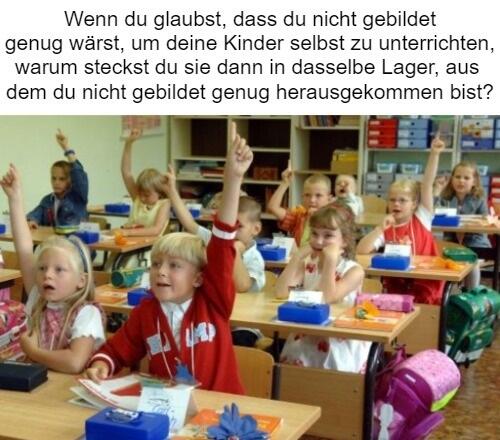 Wenn du glaubst, dass du nicht gebildet
genug wärst, um deine Kinder selbst zu unterrichten,
warum steckst du sie dann in dasselbe Lager, aus
dem du nicht gebildet genug herausgekommen bist?